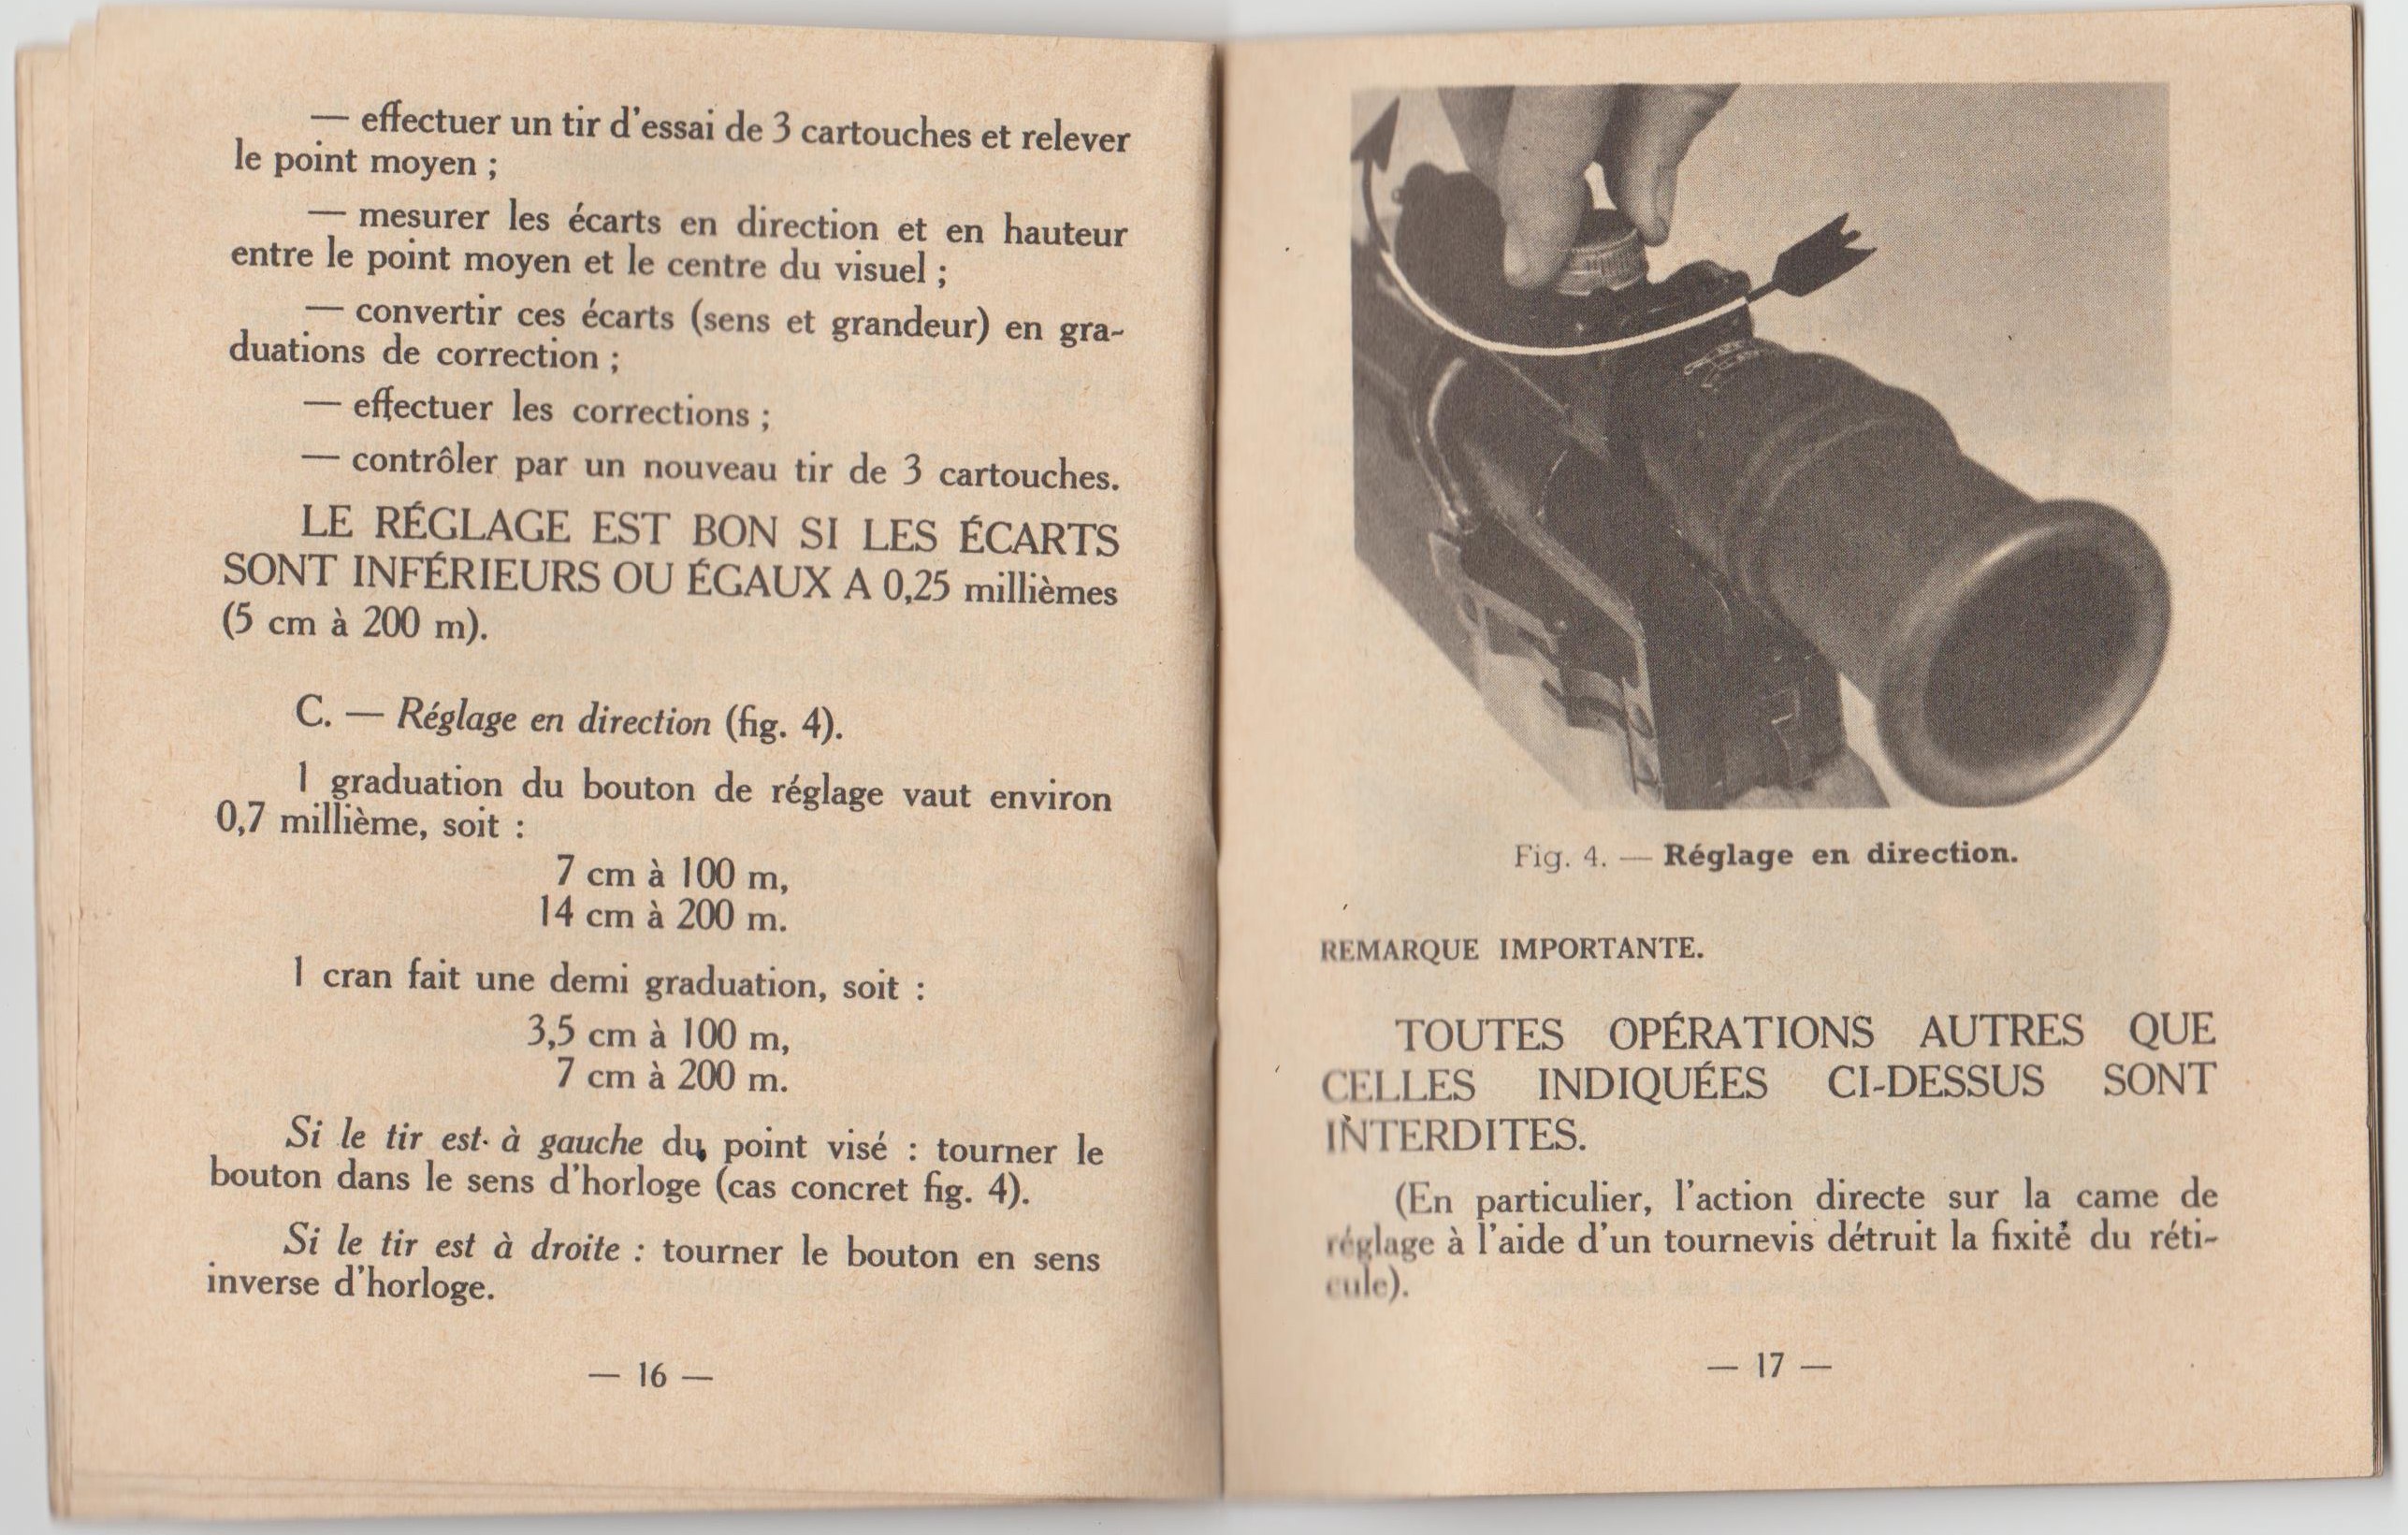 — effectuer un tir d'essai de 3 cartouches et relever
le point moyen ;
— mesurer les écarts en direction et en hauteur
entre le point moyen et le centre du visuel ;
— convertir ces écarts (sens et grandeur) en gra-
duations de correction ;
— effectuer les corrections ;
— contrôler par un nouveau tir de 3 cartouches.
LE RÉGLAGE EST BON SI LES ÉCARTS
SONT INFÉRIEURS OU ÉGAUX A 0,25 millièmes
(5 cm à 200 m).
C. — Réglage en direction (fig. 4).
1 graduation du bouton de réglage vaut environ
0,7 millième, soit :
7 cm à 100 m,
14 cm à 200 m.
1 cran fait une demi graduation, soit :
3,5 cm à 100 m,
7 cm à 200 m.
Si le tir est à gauche du point visé : tourner le
bouton dans le sens d'horloge (cas concret fig. 4).
Si le tir est à droite : tourner le bouton en sens
inverse d'horloge.
— 16 —
Fig. 4. — Réglage en direction.
REMARQUE IMPORTANTE.
TOUTES OPÉRATIONS AUTRES QUE
CELLES INDIQUÉES CI-DESSUS SONT
INTERDITES.
(En particulier, l'action directe sur la came de
réglage à l'aide d'un tournevis détruit la fixité du réti-
cule).
— 17 —